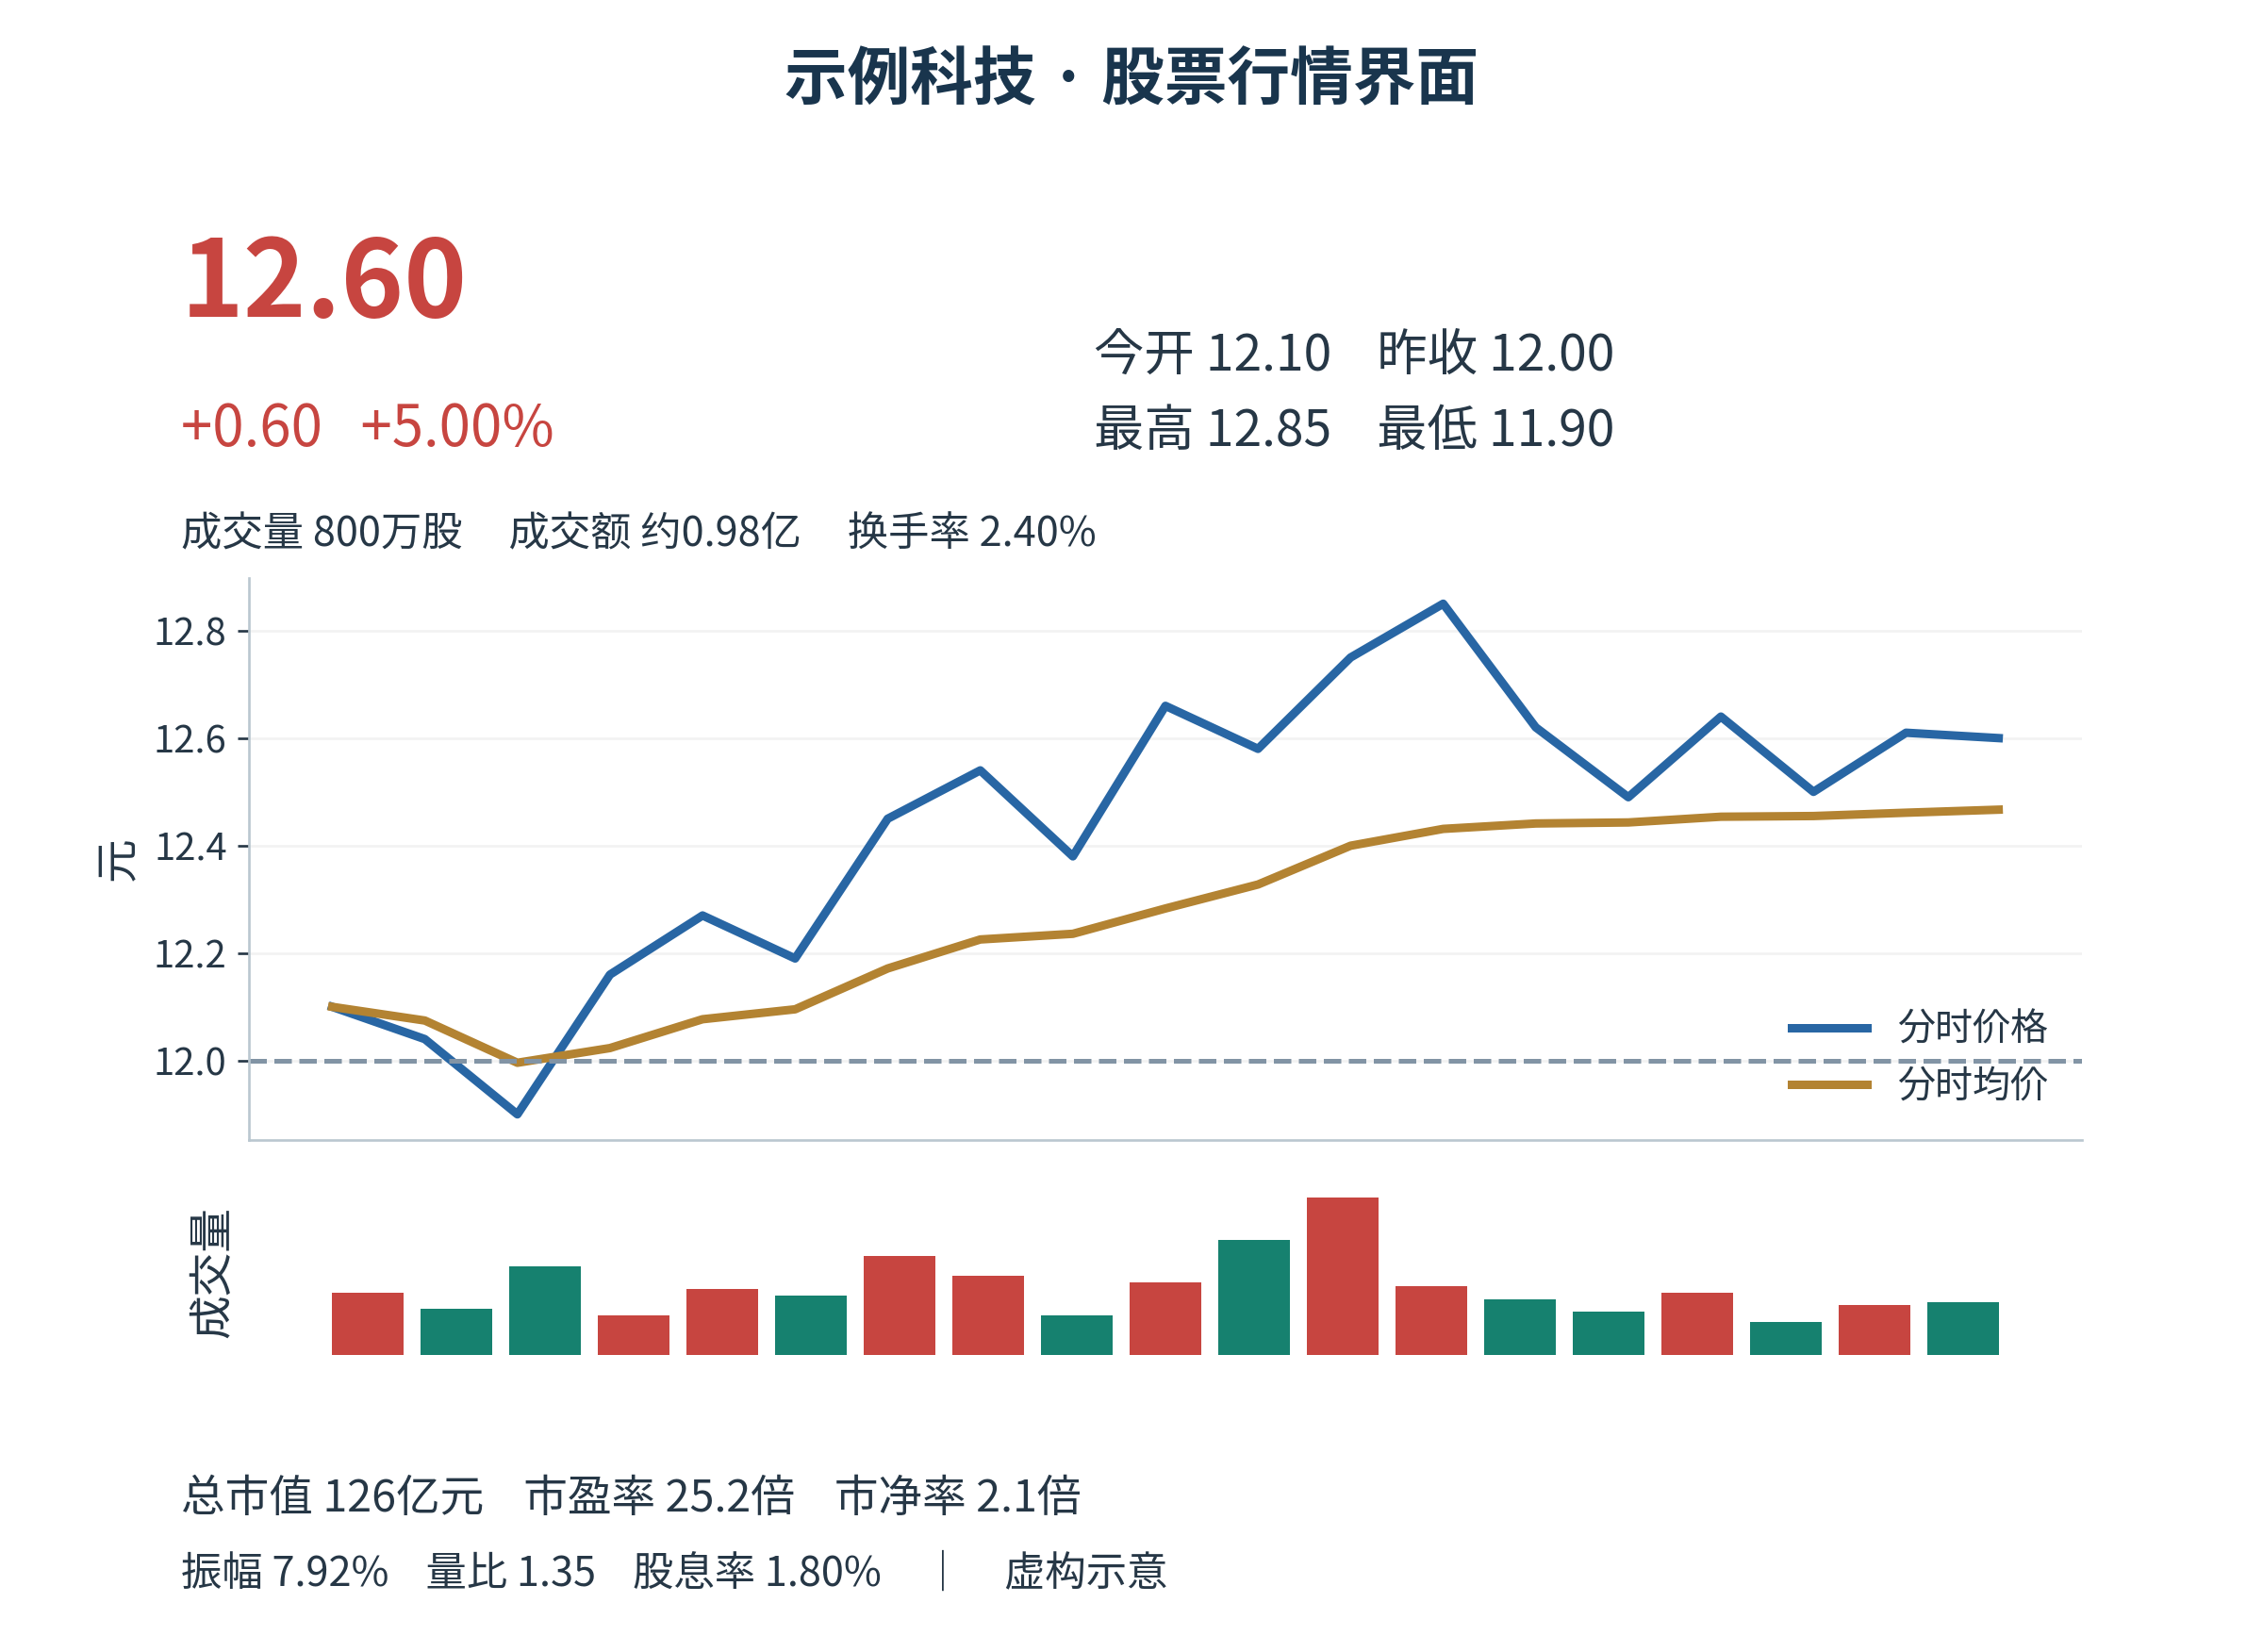 示例科技 · 股票行情界面
12.60
今开 12.10 昨收 12.00
+0.60 +5.00%
最高 12.85 最低 11.90
成交量 800万股 成交额 约0.98亿 换手率 2.40%
元
12.8
12.6
12.4
12.2
12.0
分时价格
分时均价
成交量
总市值 126亿元 市盈率 25.2倍 市净率 2.1倍
振幅 7.92% 量比 1.35 股息率 1.80% ｜ 虚构示意